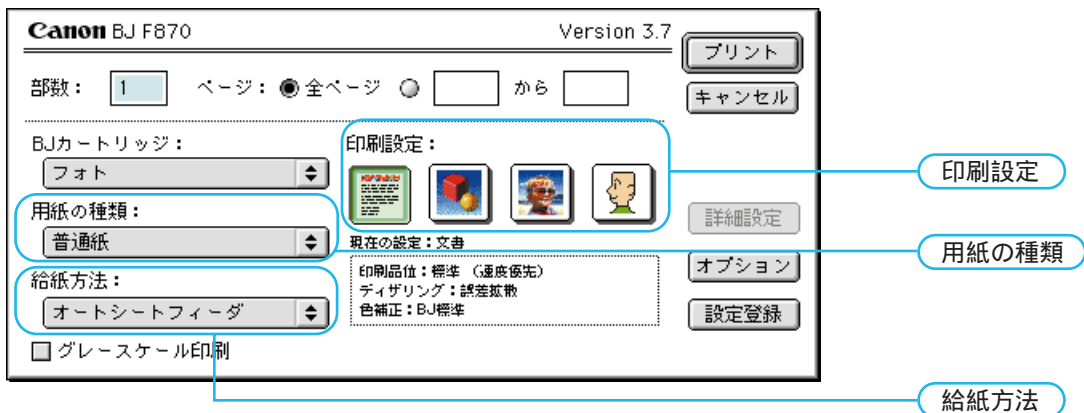 Canon BJ F870 Version 3.7
プリント
部数： 1 ページ： 全ページ から
キャンセル
BJカートリッジ：
フォト
用紙の種類：
普通紙
給紙方法：
オートシートフィーダ
グレースケール印刷
印刷設定：
現在の設定：文書
印刷品位：標準 （速度優先）
ディザリング：誤差拡散
色補正：BJ標準
詳細設定
オプション
設定登録
印刷設定
用紙の種類
給紙方法